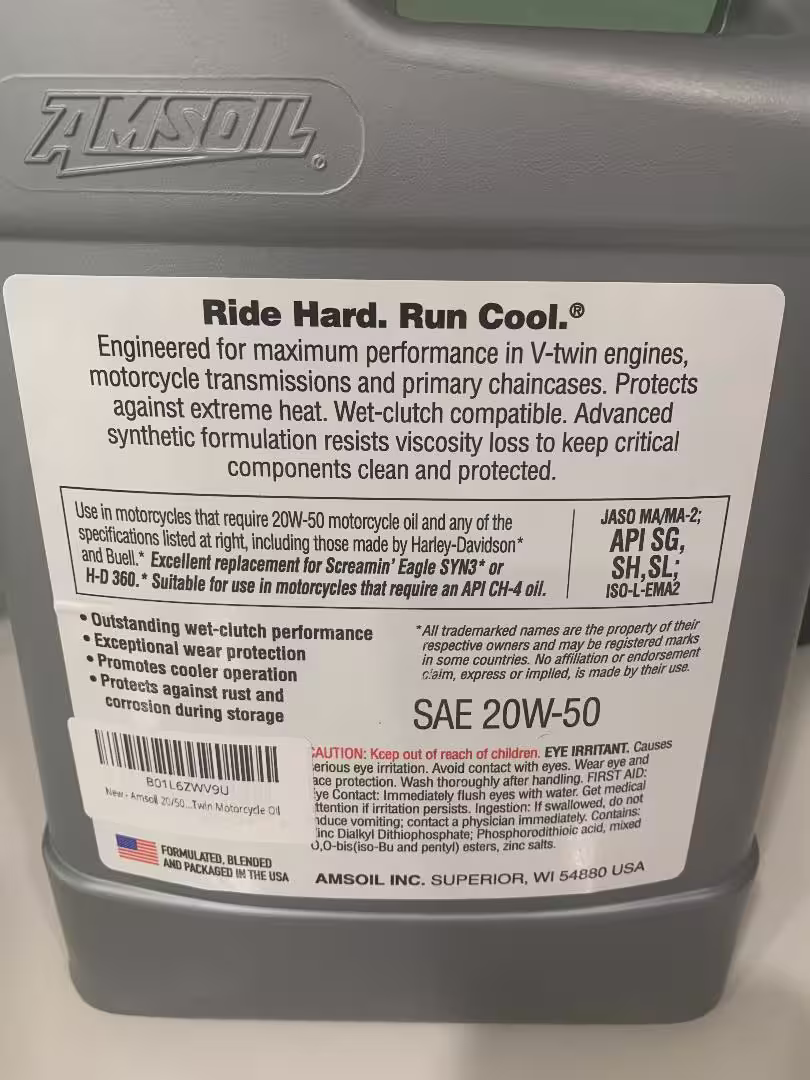 AMSOIL®
Ride Hard. Run Cool.®
Engineered for maximum performance in V-twin engines,
motorcycle transmissions and primary chaincases. Protects
against extreme heat. Wet-clutch compatible. Advanced
synthetic formulation resists viscosity loss to keep critical
components clean and protected.
Use in motorcycles that require 20W-50 motorcycle oil and any of the
specifications listed at right, including those made by Harley-Davidson*
and Buell.* Excellent replacement for Screamin' Eagle SYN3* or
H-D 360.* Suitable for use in motorcycles that require an API CH-4 oil.
JASO MA/MA-2;
API SG,
SH,SL;
ISO-L-EMA2
• Outstanding wet-clutch performance
• Exceptional wear protection
• Promotes cooler operation
• Protects against rust and
corrosion during storage
*All trademarked names are the property of their
respective owners and may be registered marks
in some countries. No affiliation or endorsement
claim, express or implied, is made by their use.
SAE 20W-50
CAUTION: Keep out of reach of children. EYE IRRITANT. Causes
serious eye irritation. Avoid contact with eyes. Wear eye and
face protection. Wash thoroughly after handling. FIRST AID:
Eye Contact: Immediately flush eyes with water. Get medical
attention if irritation persists. Ingestion: If swallowed, do not
induce vomiting; contact a physician immediately. Contains:
Zinc Dialkyl Dithiophosphate; Phosphorodithioic acid, mixed
O,O-bis(iso-Bu and pentyl) esters, zinc salts.
B01L6ZWV9U
New - Amsoil 20/50...Twin Motorcycle Oil
FORMULATED, BLENDED
AND PACKAGED IN THE USA
AMSOIL INC. SUPERIOR, WI 54880 USA